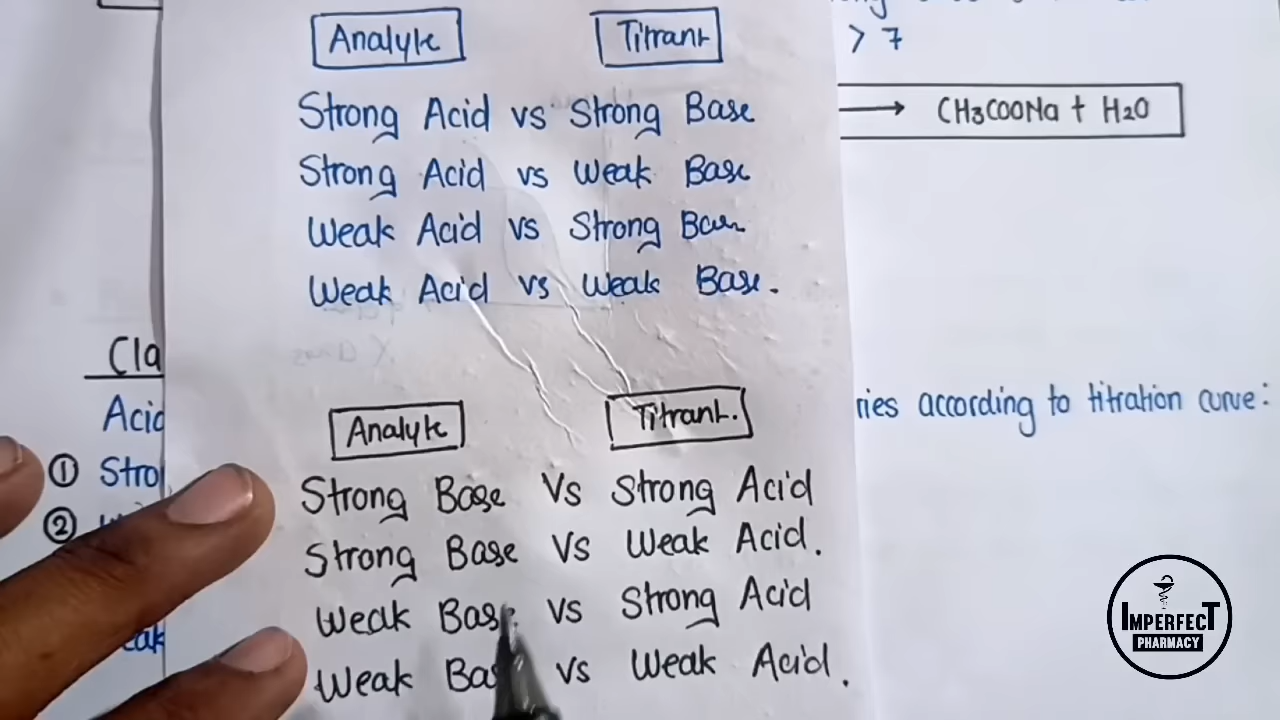 Analyte Titrant
> 7
Strong Acid vs Strong Base
CH3COONa + H2O
Strong Acid vs Weak Base
Weak Acid vs Strong Base
Weak Acid vs Weak Base.
Cla
Acid
ries according to titration curve:
Analyte Titrant.
① Stro
Strong Base Vs Strong Acid
②
Strong Base Vs Weak Acid.
Weak Base vs Strong Acid
eak
Weak Bas vs Weak Acid.
IMPERFECT
PHARMACY